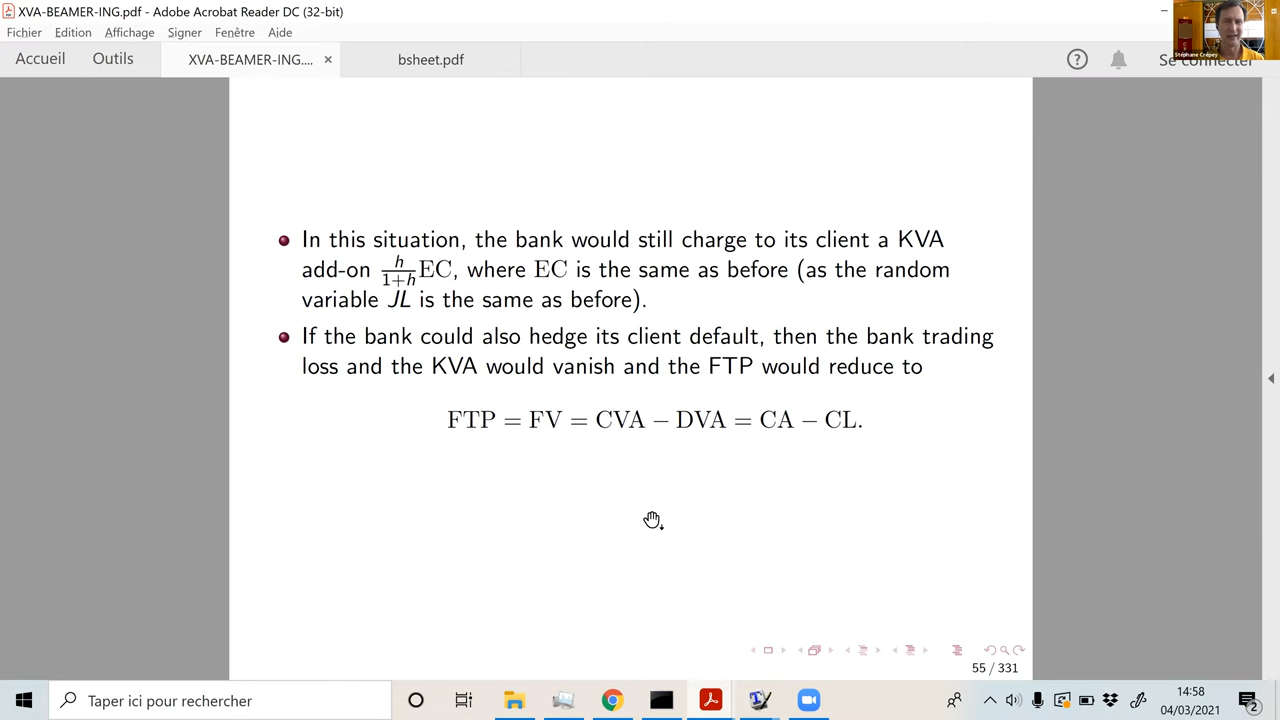 XVA-BEAMER-ING.pdf - Adobe Acrobat Reader DC (32-bit)
Fichier Edition Affichage Signer Fenêtre Aide
Accueil Outils XVA-BEAMER-ING.... × bsheet.pdf ? Se connecter
Stéphane Crépey
In this situation, the bank would still charge to its client a KVA
add-on h/1+h EC, where EC is the same as before (as the random
variable JL is the same as before).
If the bank could also hedge its client default, then the bank trading
loss and the KVA would vanish and the FTP would reduce to
FTP = FV = CVA − DVA = CA − CL.
55 / 331
Taper ici pour rechercher
14:58
04/03/2021
2